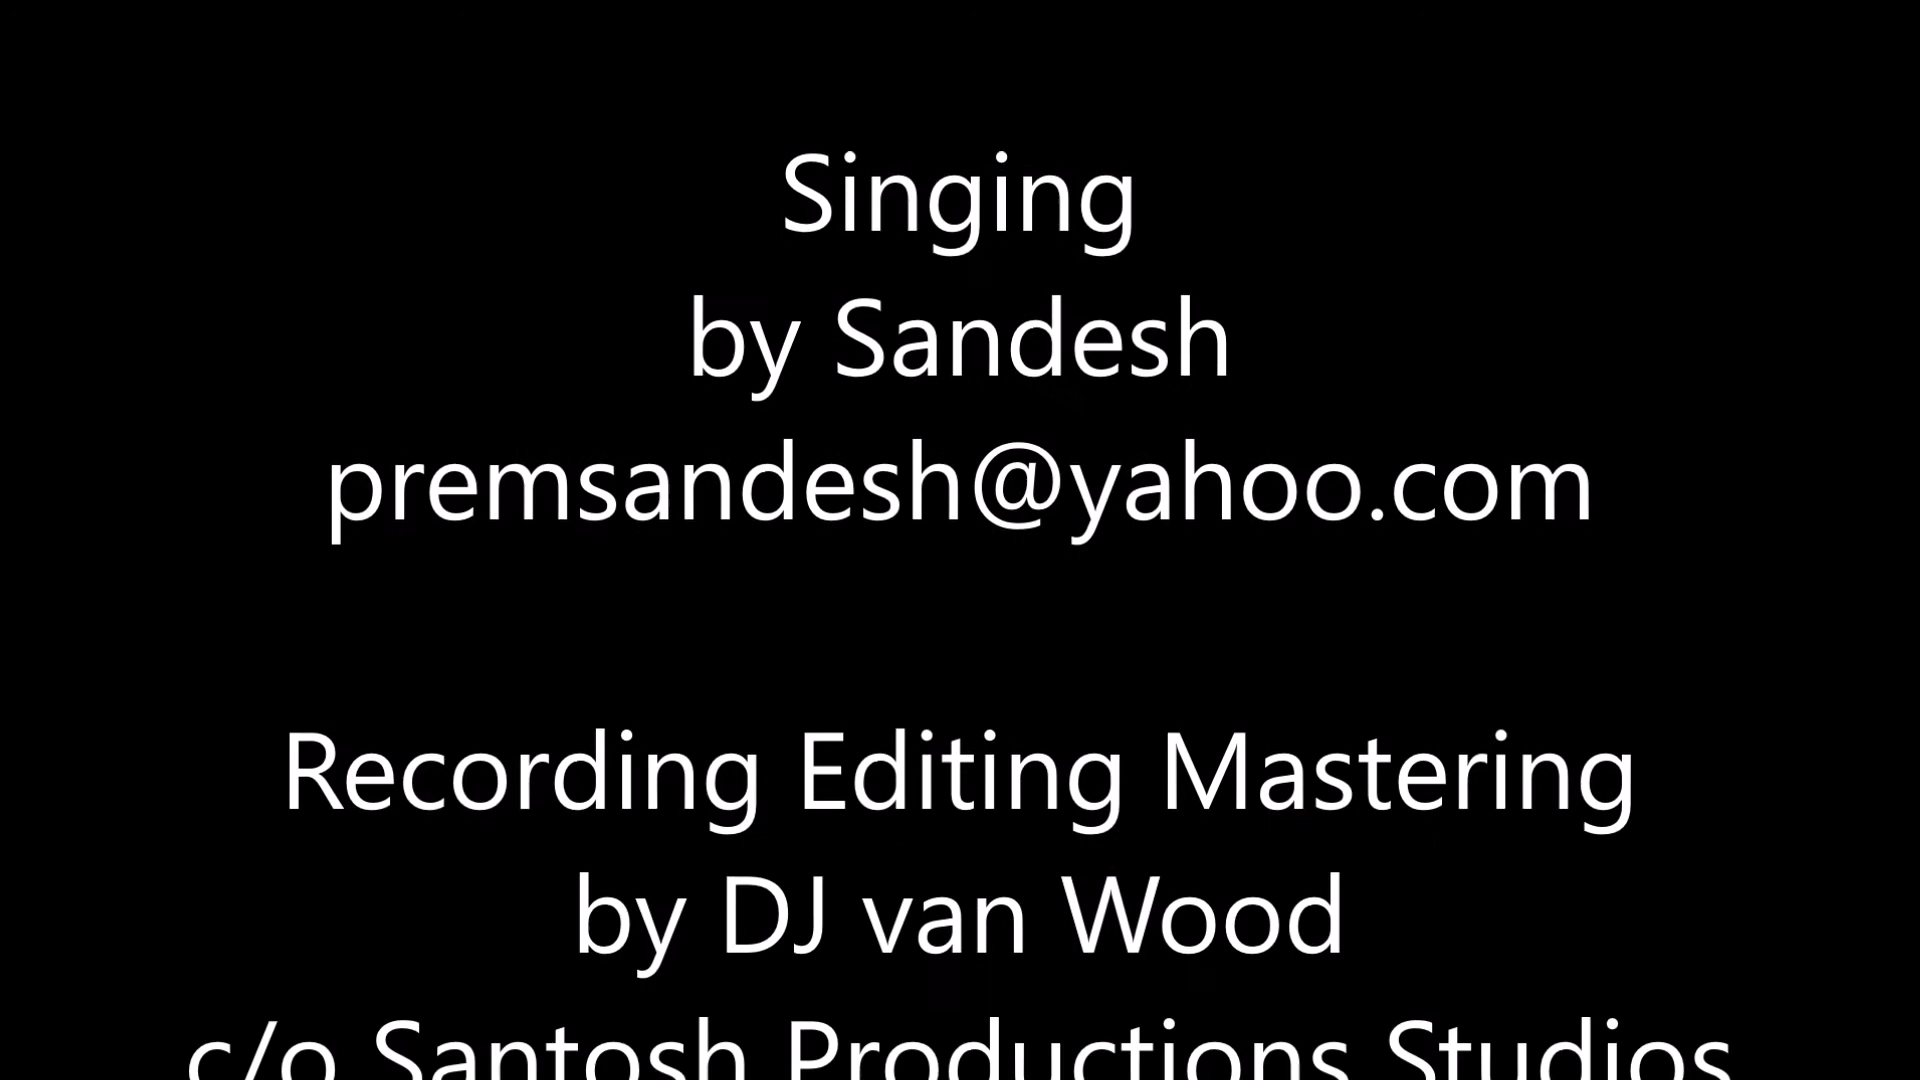 Singing
by Sandesh
premsandesh@yahoo.com
Recording Editing Mastering
by DJ van Wood
c/o Santosh Productions Studios